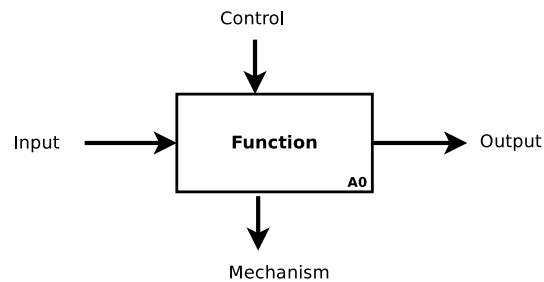 Control
Input
Function
Output
A0
Mechanism